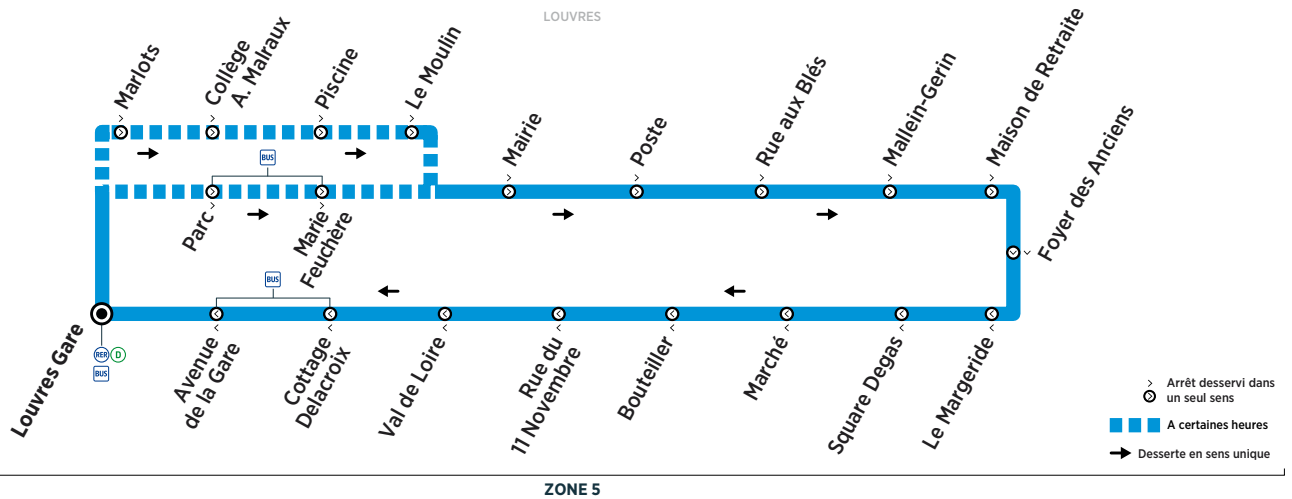 LOUVRES
Marlots
Collège
A. Malraux
Piscine
Le Moulin
BUS
Parc
Marie
Feuchère
Mairie
Poste
Rue aux Blés
Mallein-Gerin
Maison de Retraite
Foyer des Anciens
BUS
Louvres Gare
RER D
BUS
Avenue
de la Gare
Cottage
Delacroix
Val de Loire
Rue du
11 Novembre
Bouteiller
Marché
Square Degas
Le Margeride
Arrêt desservi dans
un seul sens
A certaines heures
Desserte en sens unique
ZONE 5